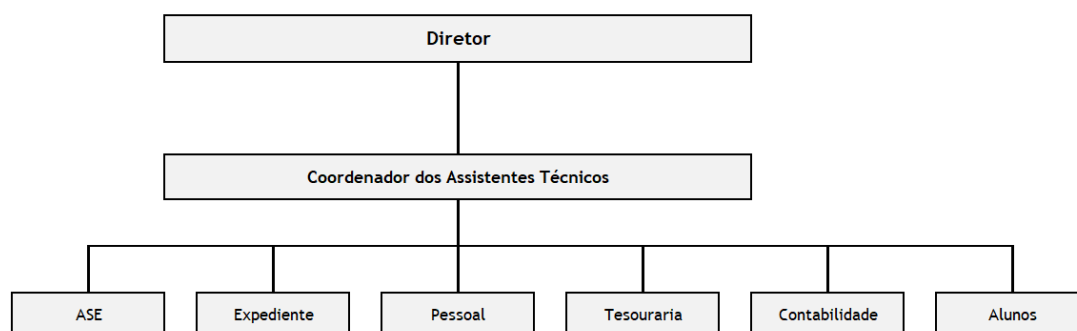 Diretor
Coordenador dos Assistentes Técnicos
ASE
Expediente
Pessoal
Tesouraria
Contabilidade
Alunos